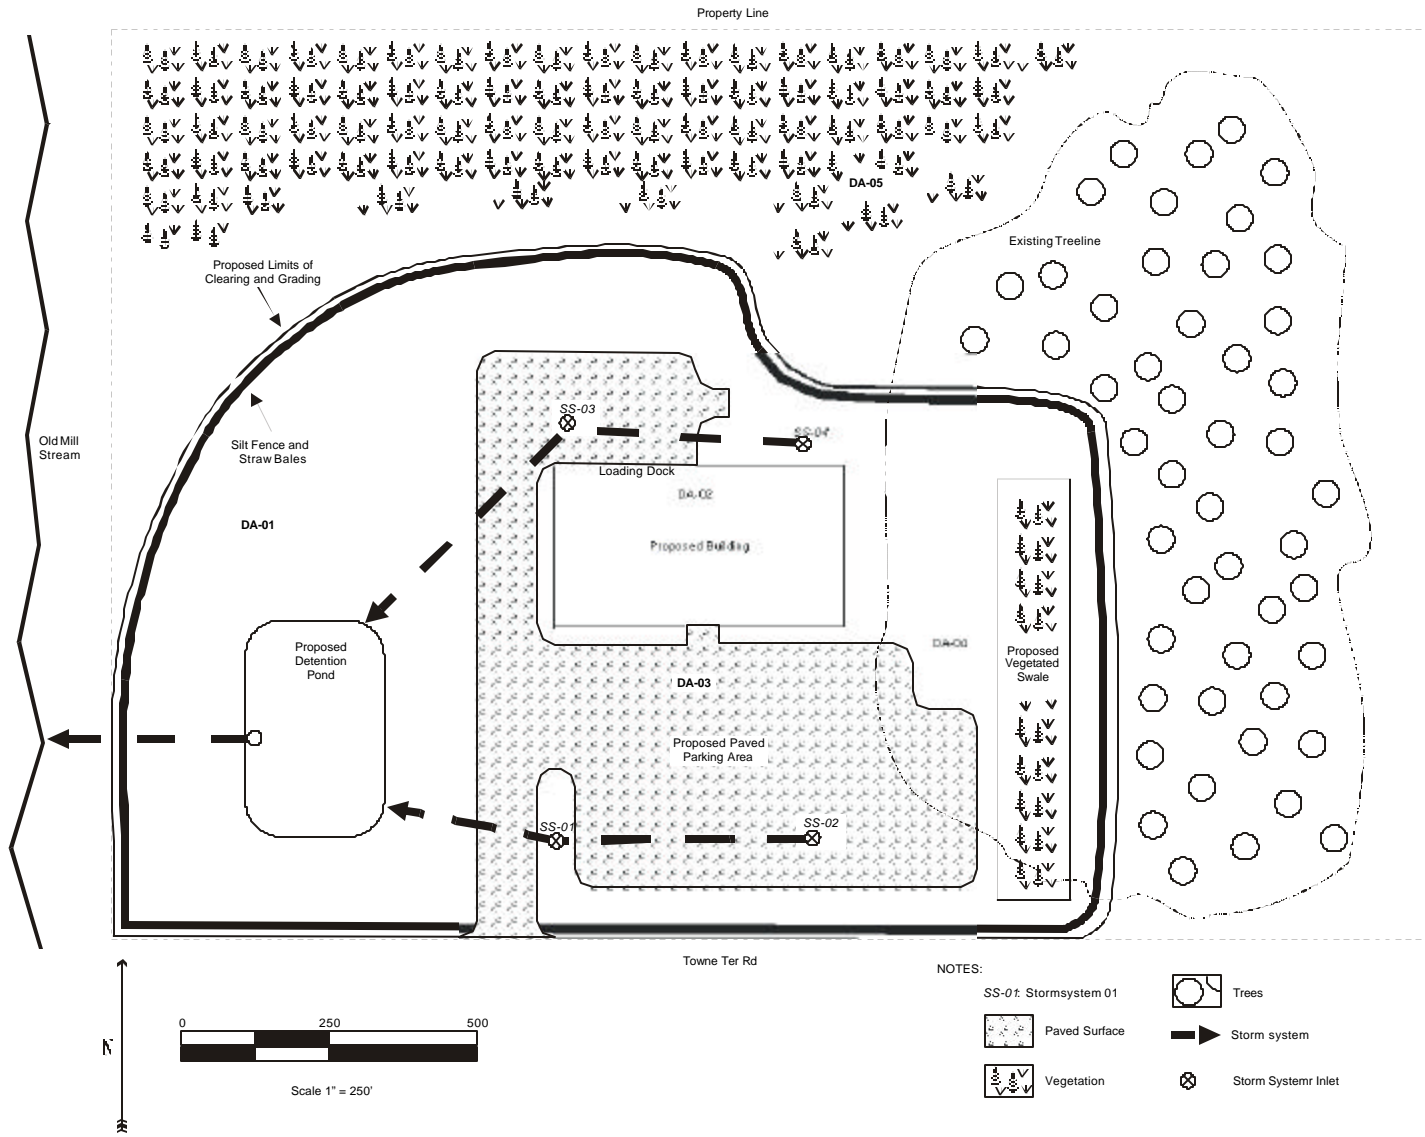 Property Line
DA-05
Existing Treeline
Proposed Limits of
Clearing and Grading
SS-03
SS-04
Old Mill
Stream
Silt Fence and
Straw Bales
Loading Dock
DA-02
DA-01
Proposed Building
Proposed
Detention
Pond
Proposed
Vegetated
Swale
DA-03
Proposed Paved
Parking Area
SS-01
SS-02
Towne Ter Rd
NOTES:
SS-01: Stormsystem 01
Trees
0 250 500
Paved Surface
Storm system
N
Scale 1" = 250'
Vegetation
Storm Systemr Inlet